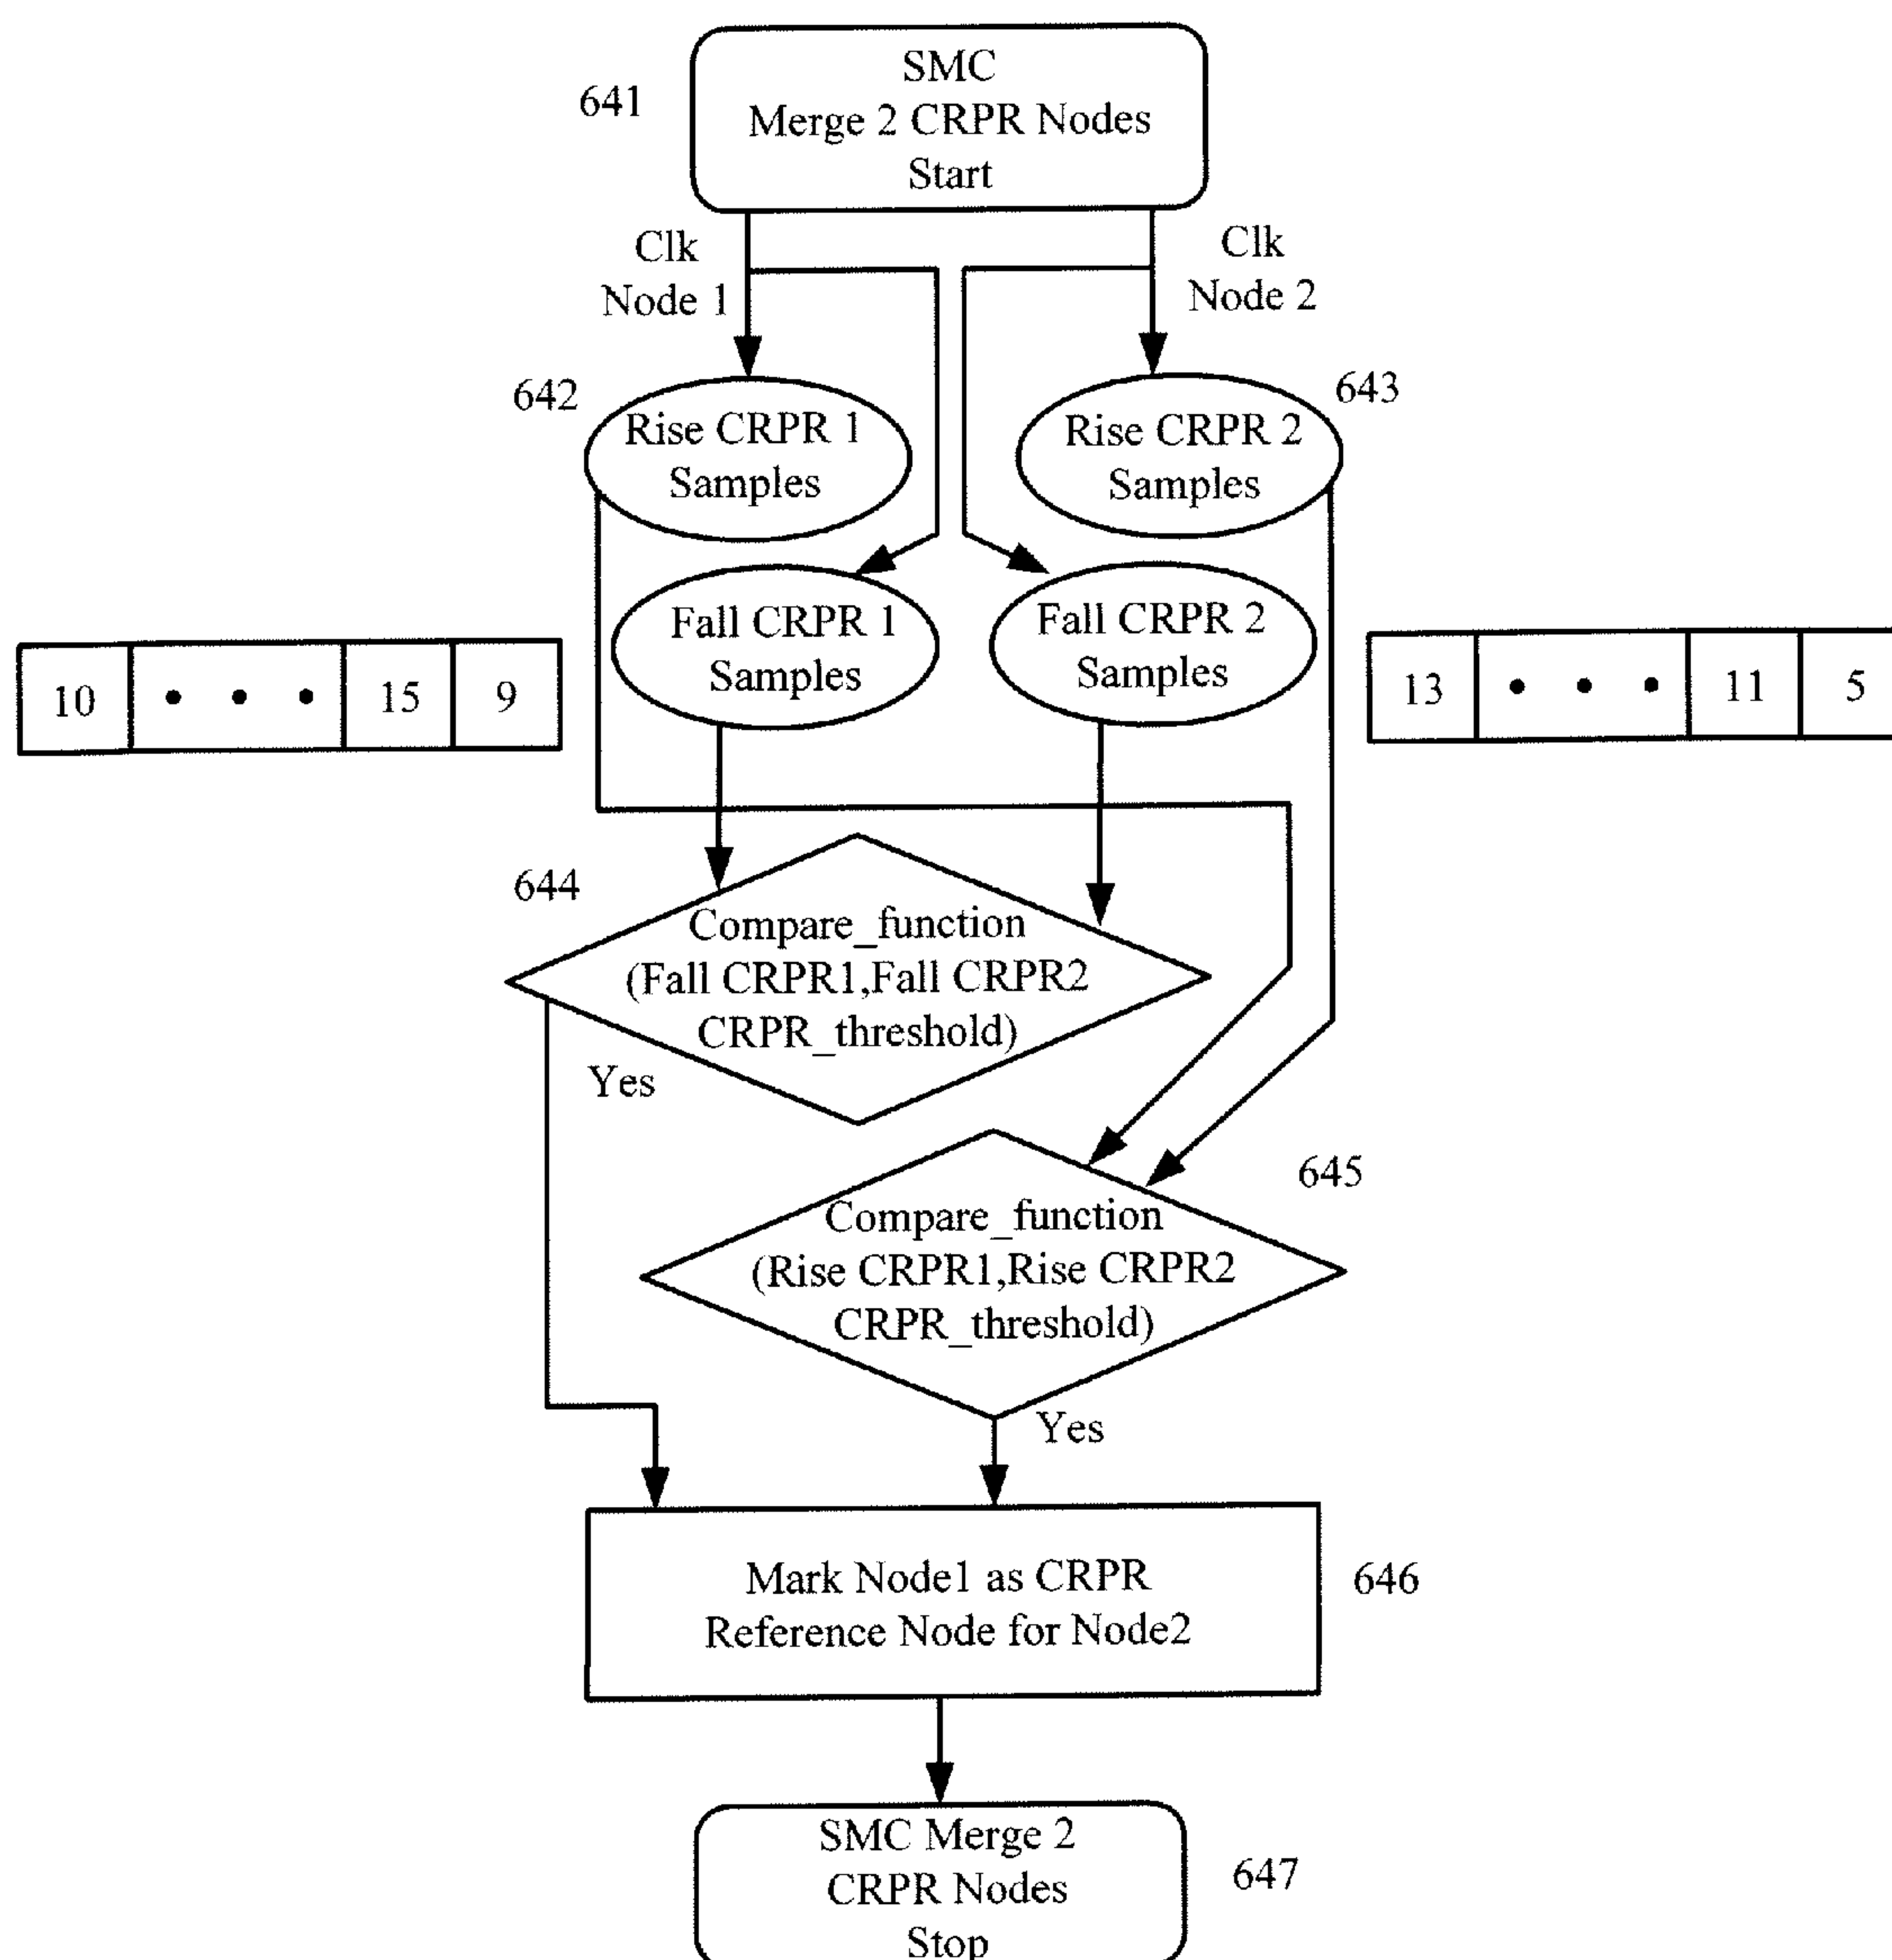 641
SMC
Merge 2 CRPR Nodes
Start
Clk
Node 1
Clk
Node 2
642
643
Rise CRPR 1
Samples
Rise CRPR 2
Samples
Fall CRPR 1
Samples
Fall CRPR 2
Samples
10 • • • 15 9
13 • • • 11 5
644
Compare_function
(Fall CRPR1,Fall CRPR2
CRPR_threshold)
Yes
645
Compare_function
(Rise CRPR1,Rise CRPR2
CRPR_threshold)
Yes
Mark Node1 as CRPR
Reference Node for Node2
646
SMC Merge 2
CRPR Nodes
Stop
647